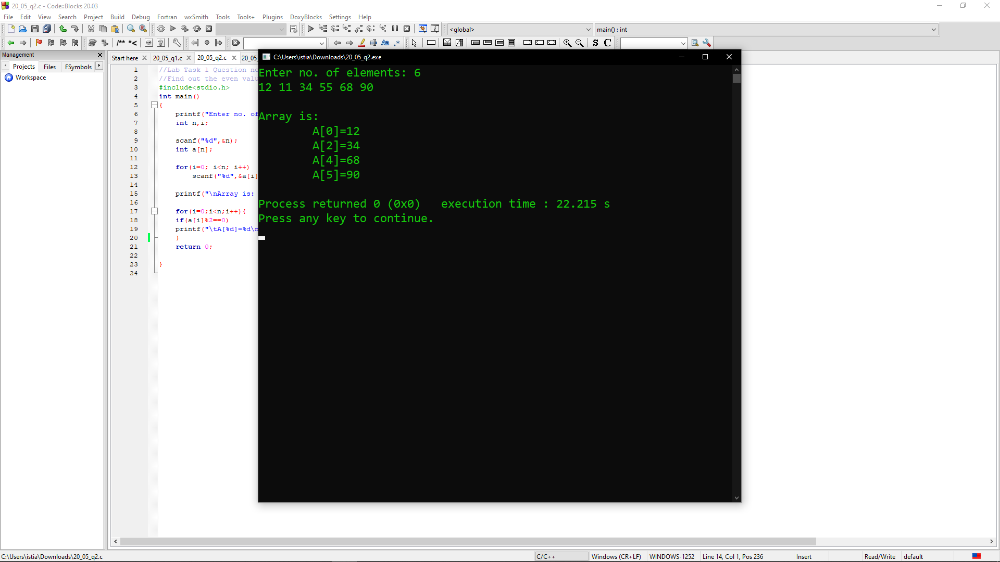 20_05_q2.c - Code::Blocks 20.03
File Edit View Search Project Build Debug Fortran wxSmith Tools Tools+ Plugins DoxyBlocks Settings Help
<global> main() : int
/** *< Aa .* S C
Management
Projects Files FSymbols
Workspace
Start here 20_05_q1.c 20_05_q2.c 20_05_
1 //Lab Task 1 Question no
2 //Find out the even valu
3 #include<stdio.h>
4 int main()
5 {
6 printf("Enter no. of
7 int n,i;
8
9 scanf("%d",&n);
10 int a[n];
11
12 for(i=0; i<n; i++)
13 scanf("%d",&a[i]
14
15 printf("\nArray is:
16
17 for(i=0;i<n;i++){
18 if(a[i]%2==0)
19 printf("\tA[%d]=%d\n
20 }
21 return 0;
22
23 }
24
C:\Users\istia\Downloads\20_05_q2.exe
Enter no. of elements: 6
12 11 34 55 68 90
Array is:
A[0]=12
A[2]=34
A[4]=68
A[5]=90
Process returned 0 (0x0) execution time : 22.215 s
Press any key to continue.
C:\Users\istia\Downloads\20_05_q2.c C/C++ Windows (CR+LF) WINDOWS-1252 Line 14, Col 1, Pos 236 Insert Read/Write default